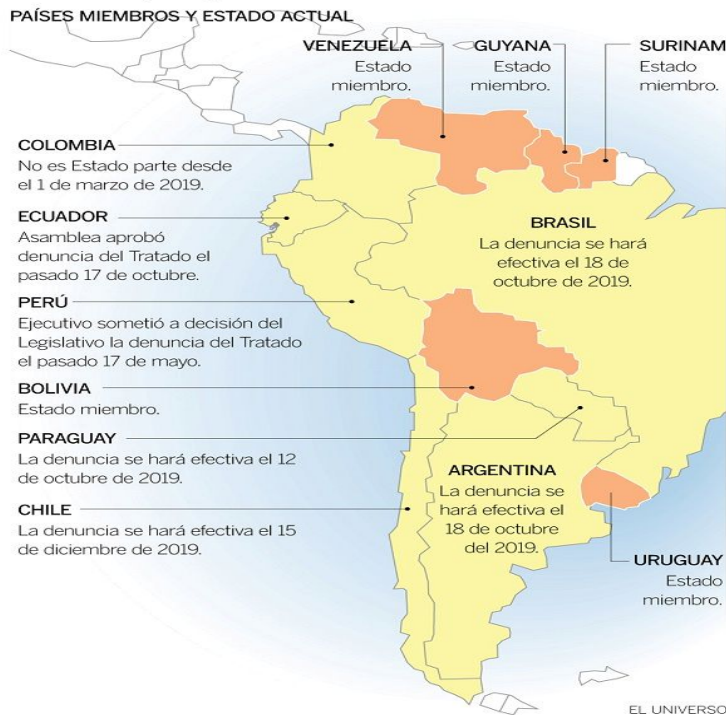 PAÍSES MIEMBROS Y ESTADO ACTUAL
VENEZUELA
Estado
miembro.
GUYANA
Estado
miembro.
SURINAM
Estado
miembro.
COLOMBIA
No es Estado parte desde
el 1 de marzo de 2019.
ECUADOR
Asamblea aprobó
denuncia del Tratado el
pasado 17 de octubre.
BRASIL
La denuncia se hará
efectiva el 18 de
octubre de 2019.
PERÚ
Ejecutivo sometió a decisión del
Legislativo la denuncia del Tratado
el pasado 17 de mayo.
BOLIVIA
Estado miembro.
PARAGUAY
La denuncia se hará efectiva el 12
de octubre de 2019.
CHILE
La denuncia se hará efectiva el 15
de diciembre de 2019.
ARGENTINA
La denuncia se
hará efectiva el
18 de octubre
del 2019.
URUGUAY
Estado
miembro.
EL UNIVERSO